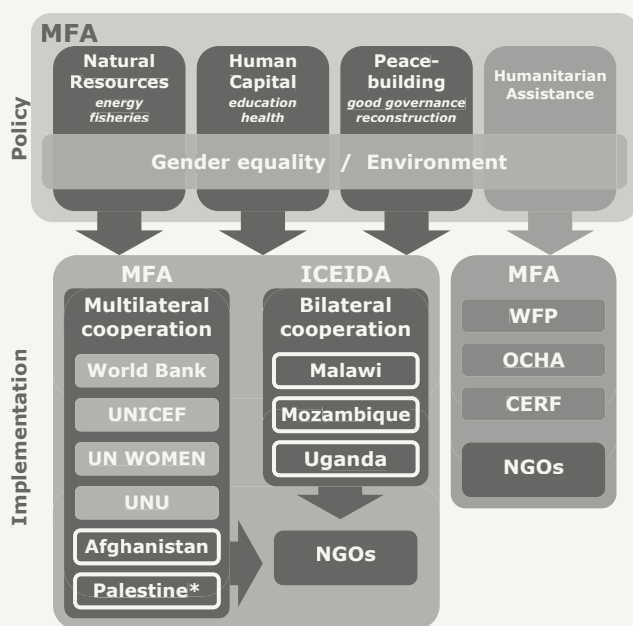 MFA
Policy
Natural
Resources
energy
fisheries
Human
Capital
education
health
Peace-
building
good governance
reconstruction
Humanitarian
Assistance
Gender equality / Environment
Implementation
MFA
Multilateral
cooperation
World Bank
UNICEF
UN WOMEN
UNU
Afghanistan
Palestine*
ICEIDA
Bilateral
cooperation
Malawi
Mozambique
Uganda
NGOs
MFA
WFP
OCHA
CERF
NGOs